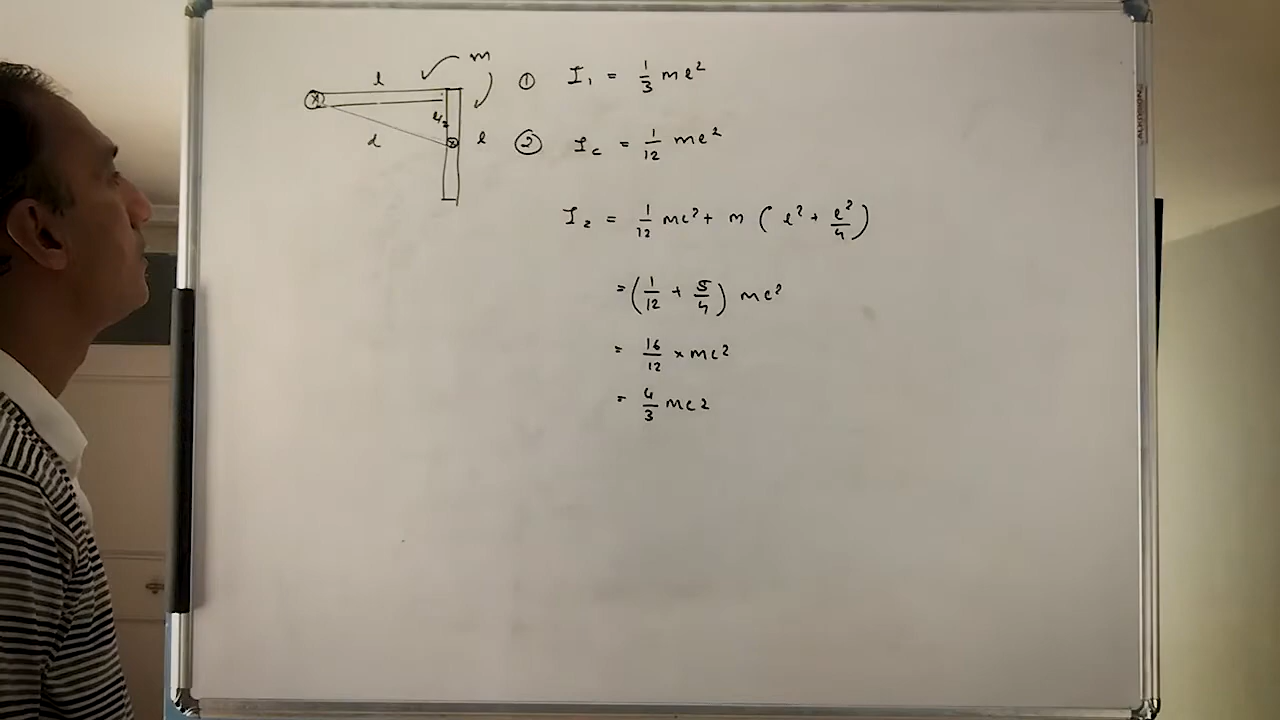 m
l
① I₁ = 1/3 ml²
l/2
d
l
② I_c = 1/12 ml²
I₂ = 1/12 ml² + m ( l² + l²/4 )
= ( 1/12 + 5/4 ) ml²
= 16/12 × ml²
= 4/3 ml2